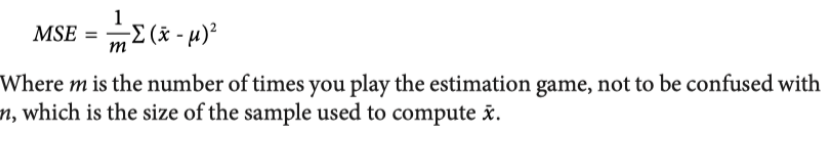 MSE = 1/m Σ (x̄ - μ)²
Where m is the number of times you play the estimation game, not to be confused with
n, which is the size of the sample used to compute x̄.